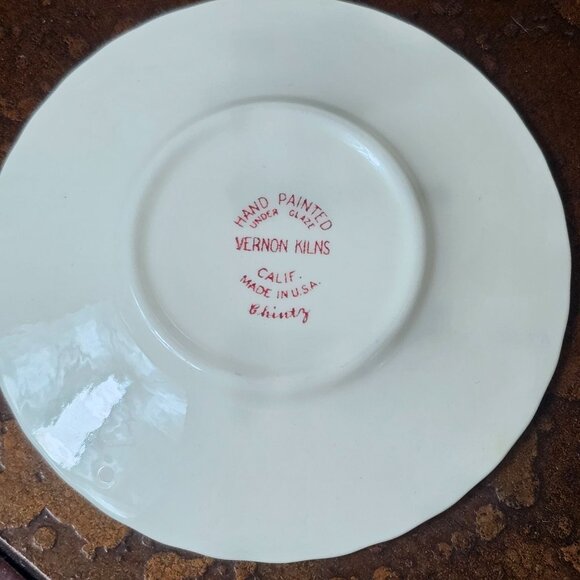 HAND PAINTED
UNDER GLAZE
VERNON KILNS
CALIF.
MADE IN U.S.A.
Chintz